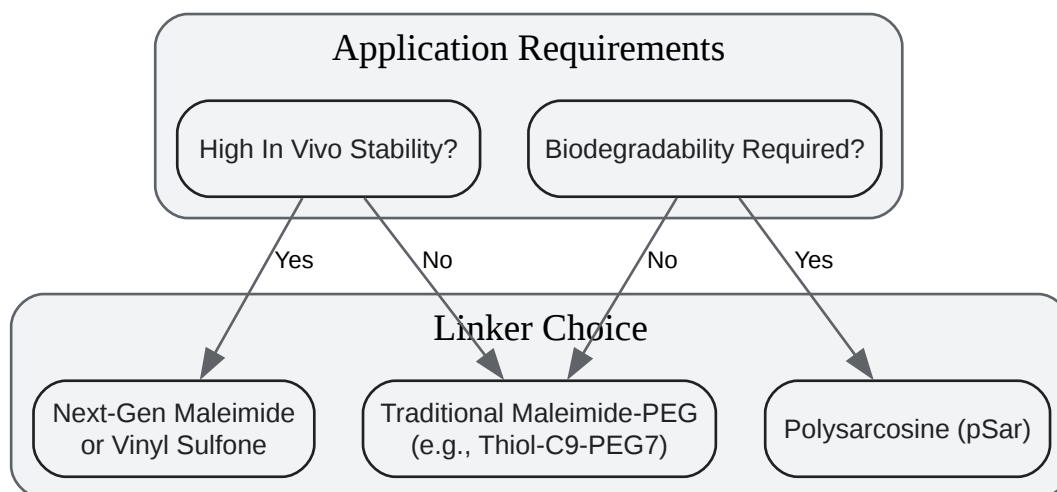 Application Requirements
High In Vivo Stability?
Biodegradability Required?
Yes
No
No
Yes
Linker Choice
Next-Gen Maleimide
or Vinyl Sulfone
Traditional Maleimide-PEG
(e.g., Thiol-C9-PEG7)
Polysarcosine (pSar)